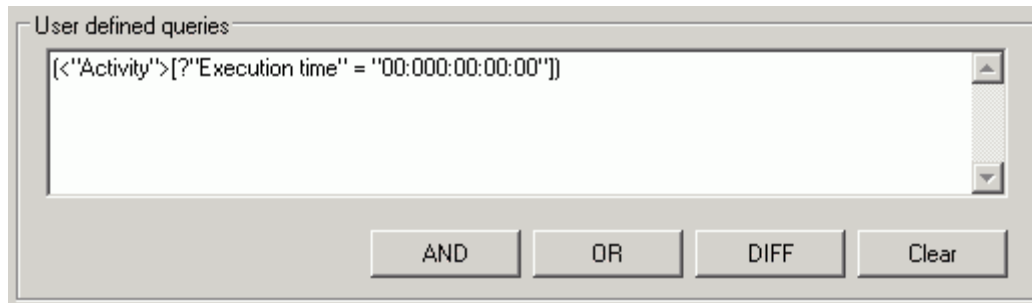 User defined queries
(<"Activity">[?"Execution time" = "00:000:00:00:00"])
AND OR DIFF Clear